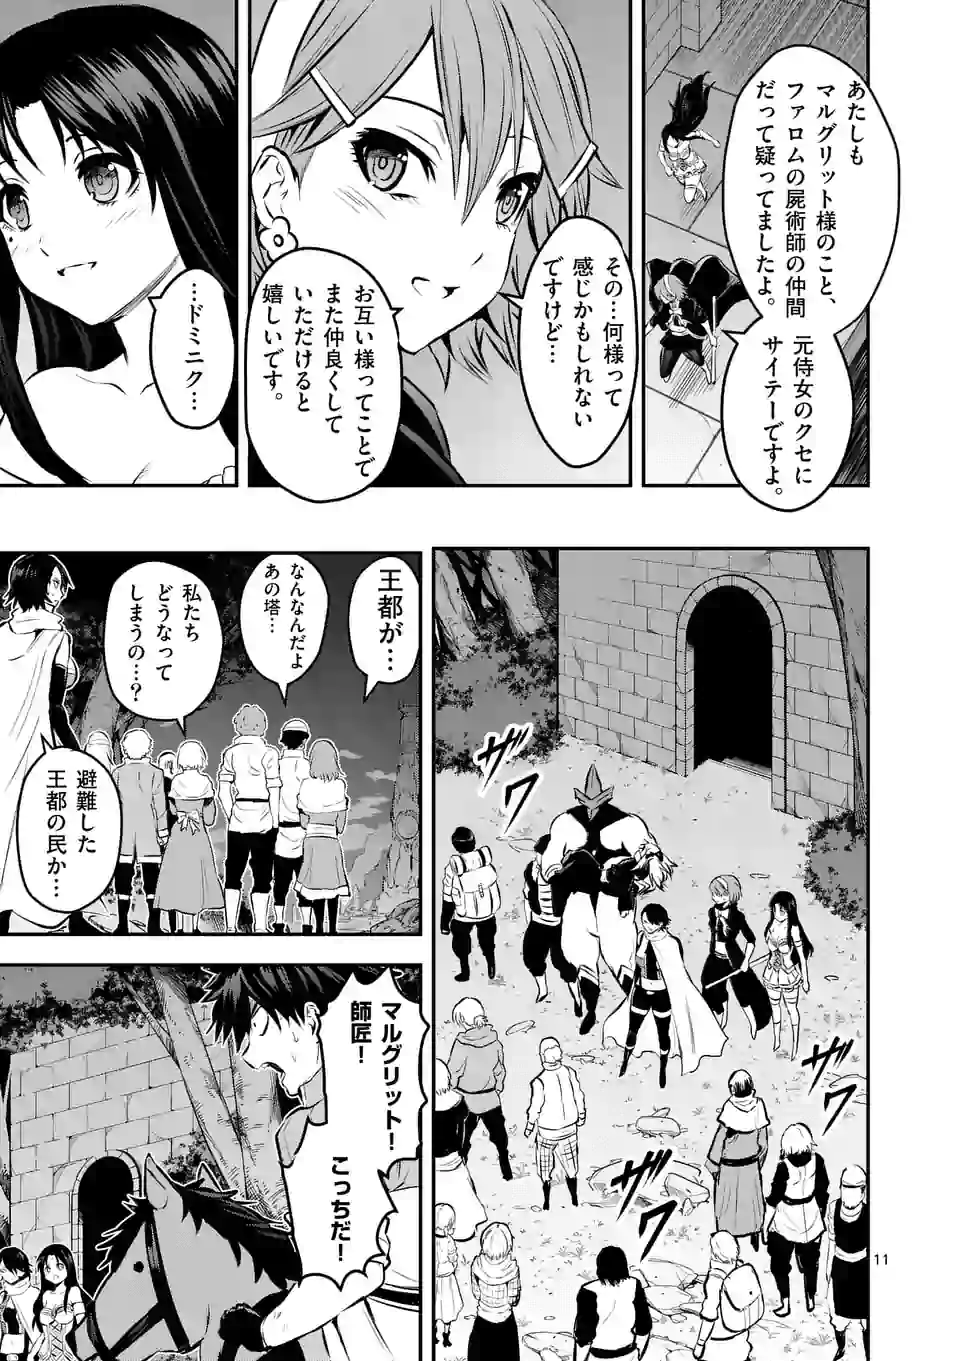 あたしも
マルグリット様のこと、
ファロムの屍術師の仲間
だって疑ってましたよ。
元侍女のクセに
サイテーですよ。
その…何様って
感じかもしれない
ですけど…
お互い様ってことで
また仲良くして
いただけると
嬉しいです。
…ドミニク…
ザッ
ザワ
ザワ
王都が…
なんなんだよ
あの塔…
私たち
どうなって
しまうの…?
避難した
王都の民か…
マルグリット!
師匠!
こっちだ!
11